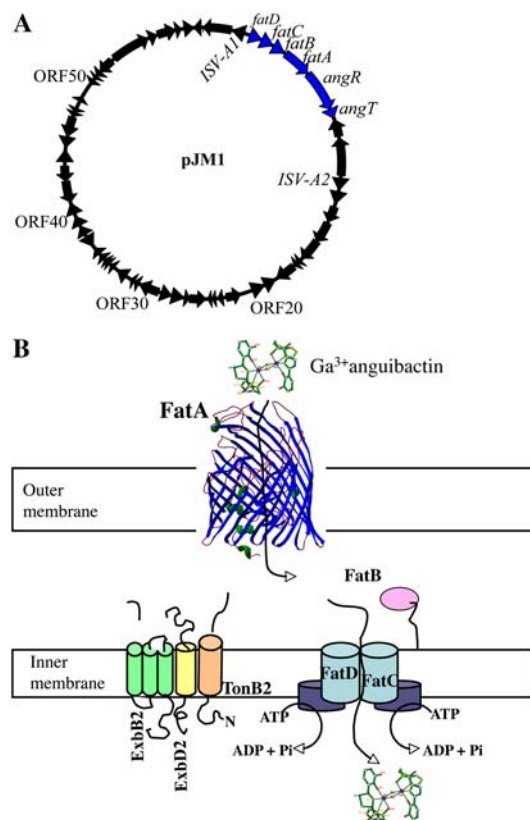 A
fatD
fatC
fatB
fatA
angR
angT
ISV-A1
ORF50
pJM1
ISV-A2
ORF40
ORF30
ORF20
B
Ga3+anguibactin
FatA
Outer
membrane
FatB
Inner
membrane
FatD
FatC
TonB2
ExbB2
ExbD2
N
ATP
ATP
ADP + Pi
ADP + Pi